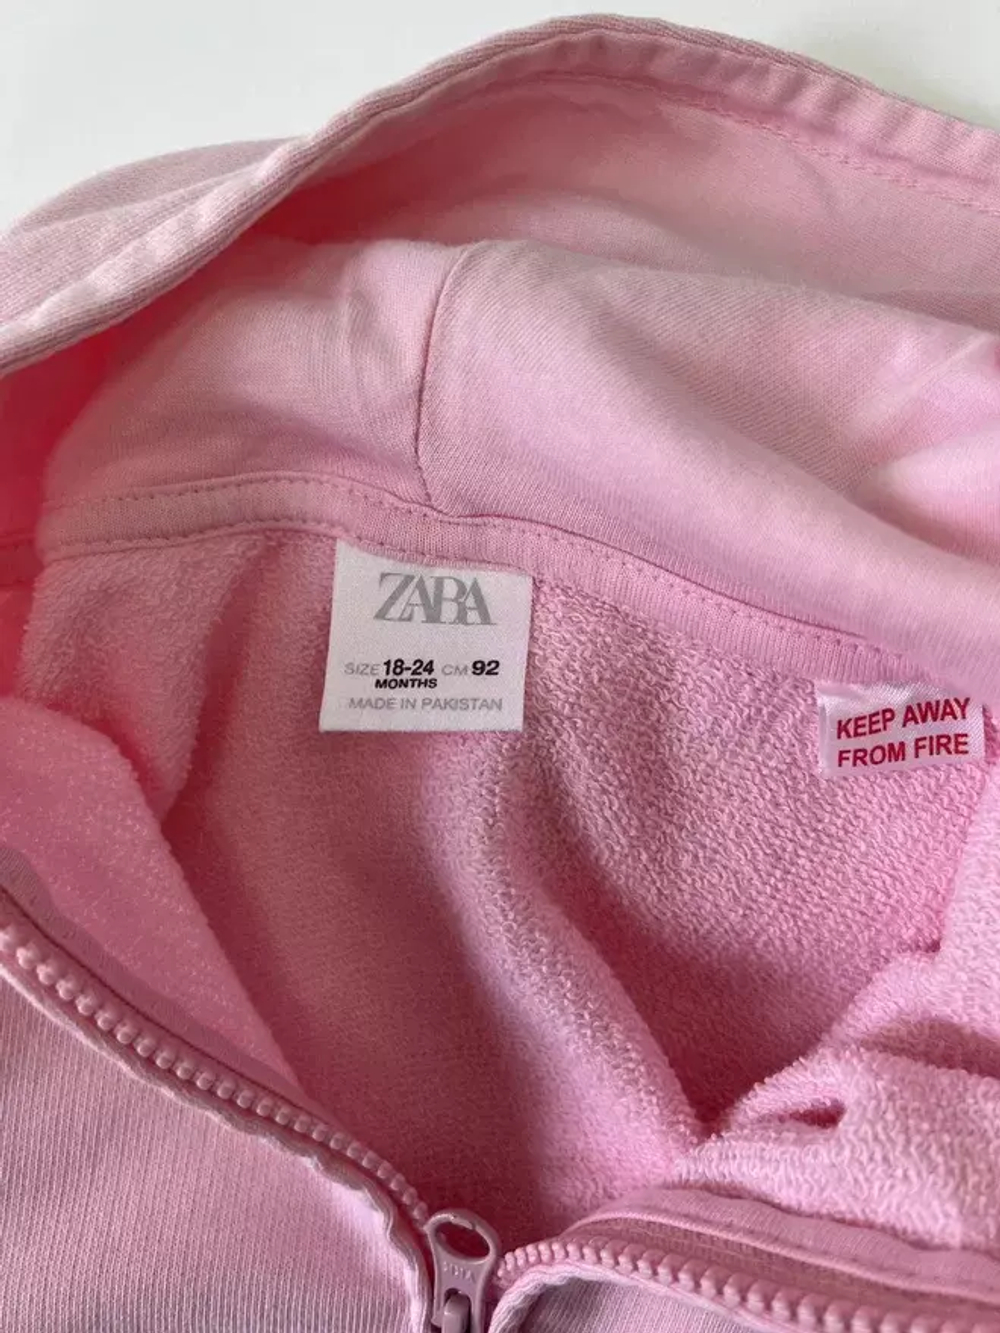 ZARA
SIZE 18-24 CM 92
MONTHS
MADE IN PAKISTAN
KEEP AWAY
FROM FIRE